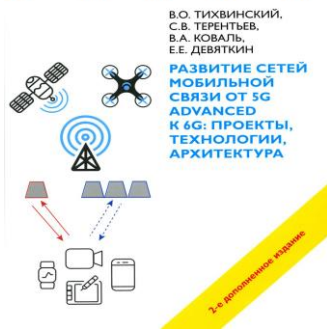 В.О. ТИХВИНСКИЙ,
С.В. ТЕРЕНТЬЕВ,
В.А. КОВАЛЬ,
Е.Е. ДЕВЯТКИН
РАЗВИТИЕ СЕТЕЙ
МОБИЛЬНОЙ
СВЯЗИ ОТ 5G
ADVANCED
К 6G: ПРОЕКТЫ,
ТЕХНОЛОГИИ,
АРХИТЕКТУРА
2-е дополненное издание